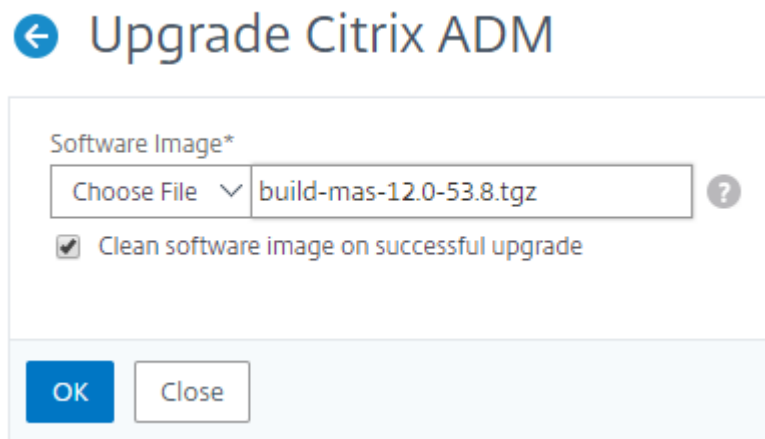 Upgrade Citrix ADM
Software Image*
Choose File build-mas-12.0-53.8.tgz ?
Clean software image on successful upgrade
OK Close